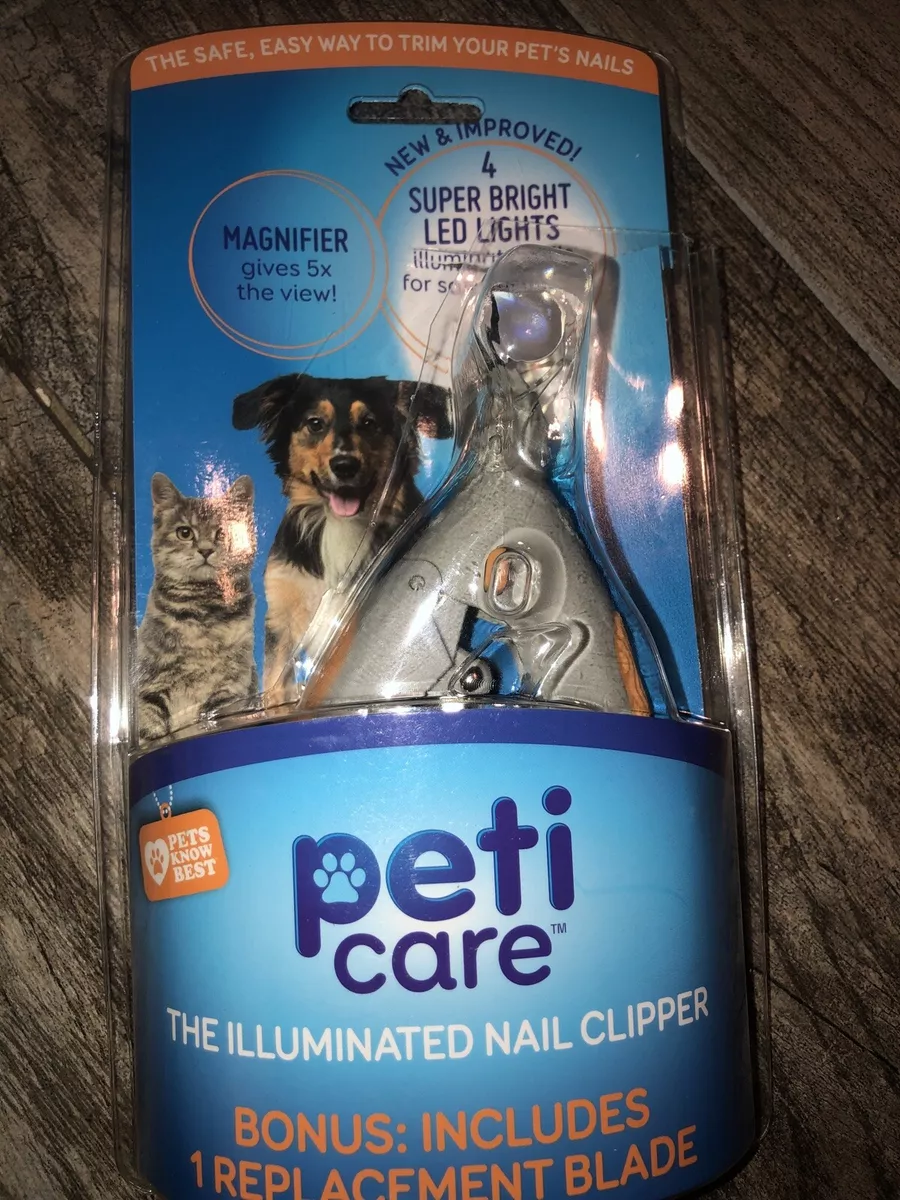 THE SAFE, EASY WAY TO TRIM YOUR PET'S NAILS
NEW & IMPROVED!
4
SUPER BRIGHT
LED LIGHTS
for
MAGNIFIER
gives 5x
the view!
PETS
KNOW
BEST
peti
care™
THE ILLUMINATED NAIL CLIPPER
BONUS: INCLUDES
1 REPLACEMENT BLADE